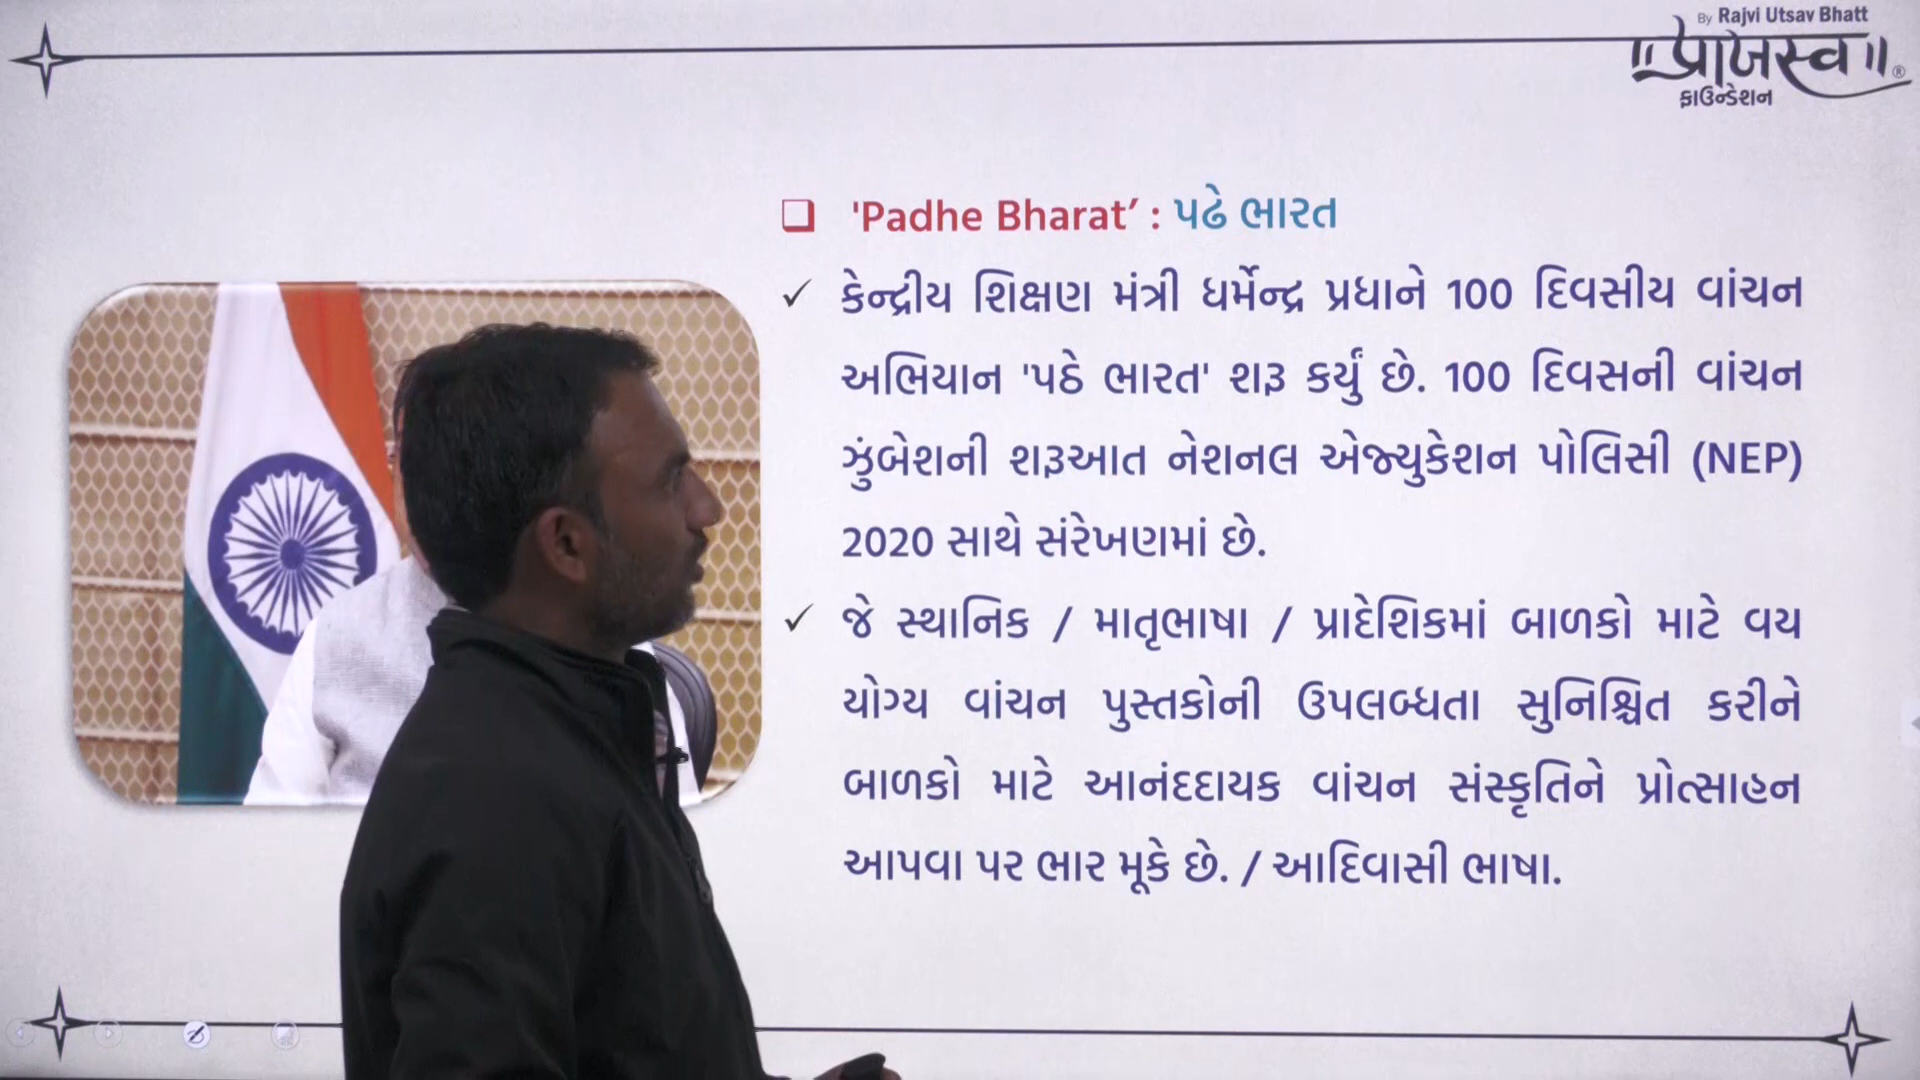 By Rajvi Utsav Bhatt
॥प्राजस्व॥®
ફાઉન્ડેશન
❑ 'Padhe Bharat’ : પઢે ભારત
✓ કેન્દ્રીય શિક્ષણ મંત્રી ધર્મેન્દ્ર પ્રધાને 100 દિવસીય વાંચન
અભિયાન 'પઠે ભારત' શરૂ કર્યું છે. 100 દિવસની વાંચન
ઝુંબેશની શરૂઆત નેશનલ એજ્યુકેશન પોલિસી (NEP)
2020 સાથે સંરેખણમાં છે.
✓ જે સ્થાનિક / માતૃભાષા / પ્રાદેશિકમાં બાળકો માટે વય
યોગ્ય વાંચન પુસ્તકોની ઉપલબ્ધતા સુનિશ્ચિત કરીને
બાળકો માટે આનંદદાયક વાંચન સંસ્કૃતિને પ્રોત્સાહન
આપવા પર ભાર મૂકે છે. / આદિવાસી ભાષા.